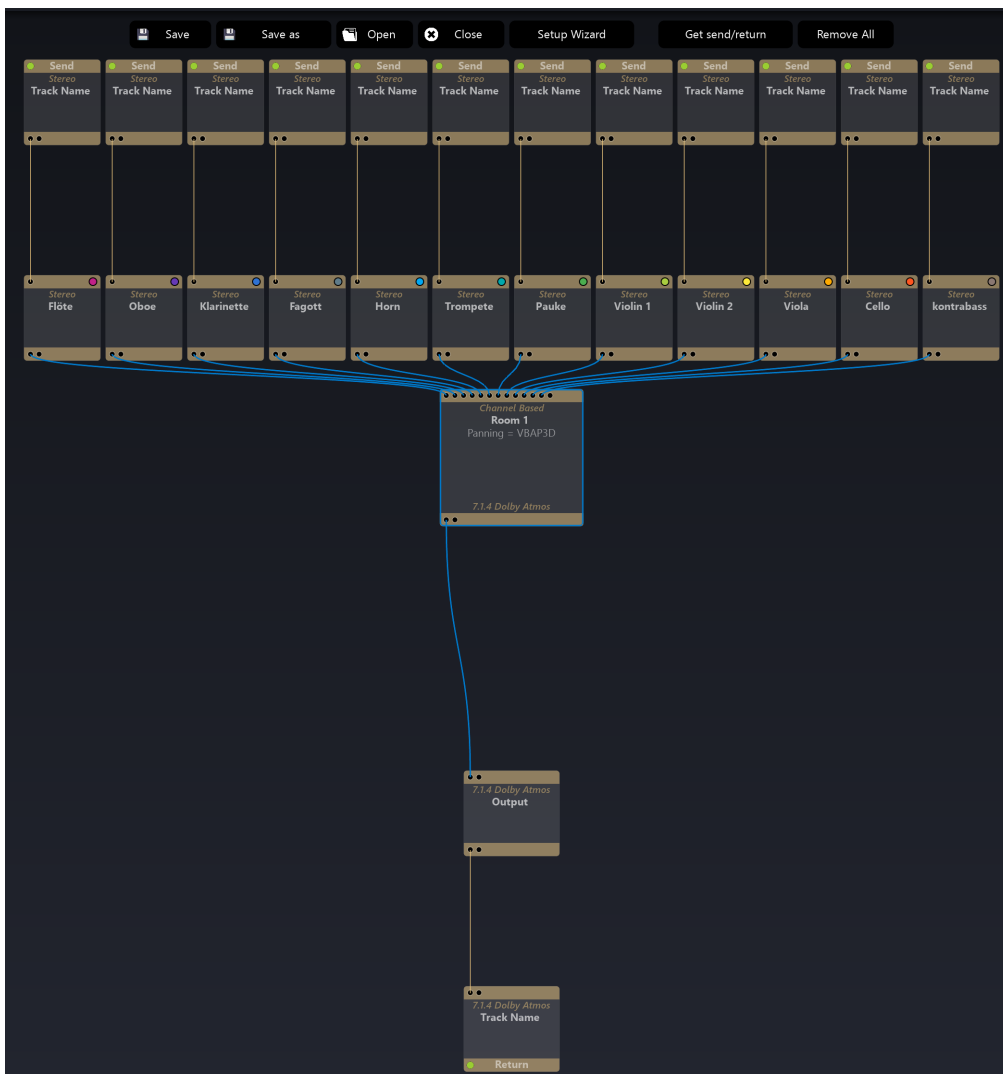 Save Save as Open Close Setup Wizard Get send/return Remove All
Send Send Send Send Send Send Send Send Send Send Send Send
Stereo Stereo Stereo Stereo Stereo Stereo Stereo Stereo Stereo Stereo Stereo Stereo
Track Name Track Name Track Name Track Name Track Name Track Name Track Name Track Name Track Name Track Name Track Name Track Name
Stereo Stereo Stereo Stereo Stereo Stereo Stereo Stereo Stereo Stereo Stereo Stereo
Flöte Oboe Klarinette Fagott Horn Trompete Pauke Violin 1 Violin 2 Viola Cello kontrabass
Channel Based
Room 1
Panning = VBAP3D
7.1.4 Dolby Atmos
7.1.4 Dolby Atmos
Output
7.1.4 Dolby Atmos
Track Name
Return